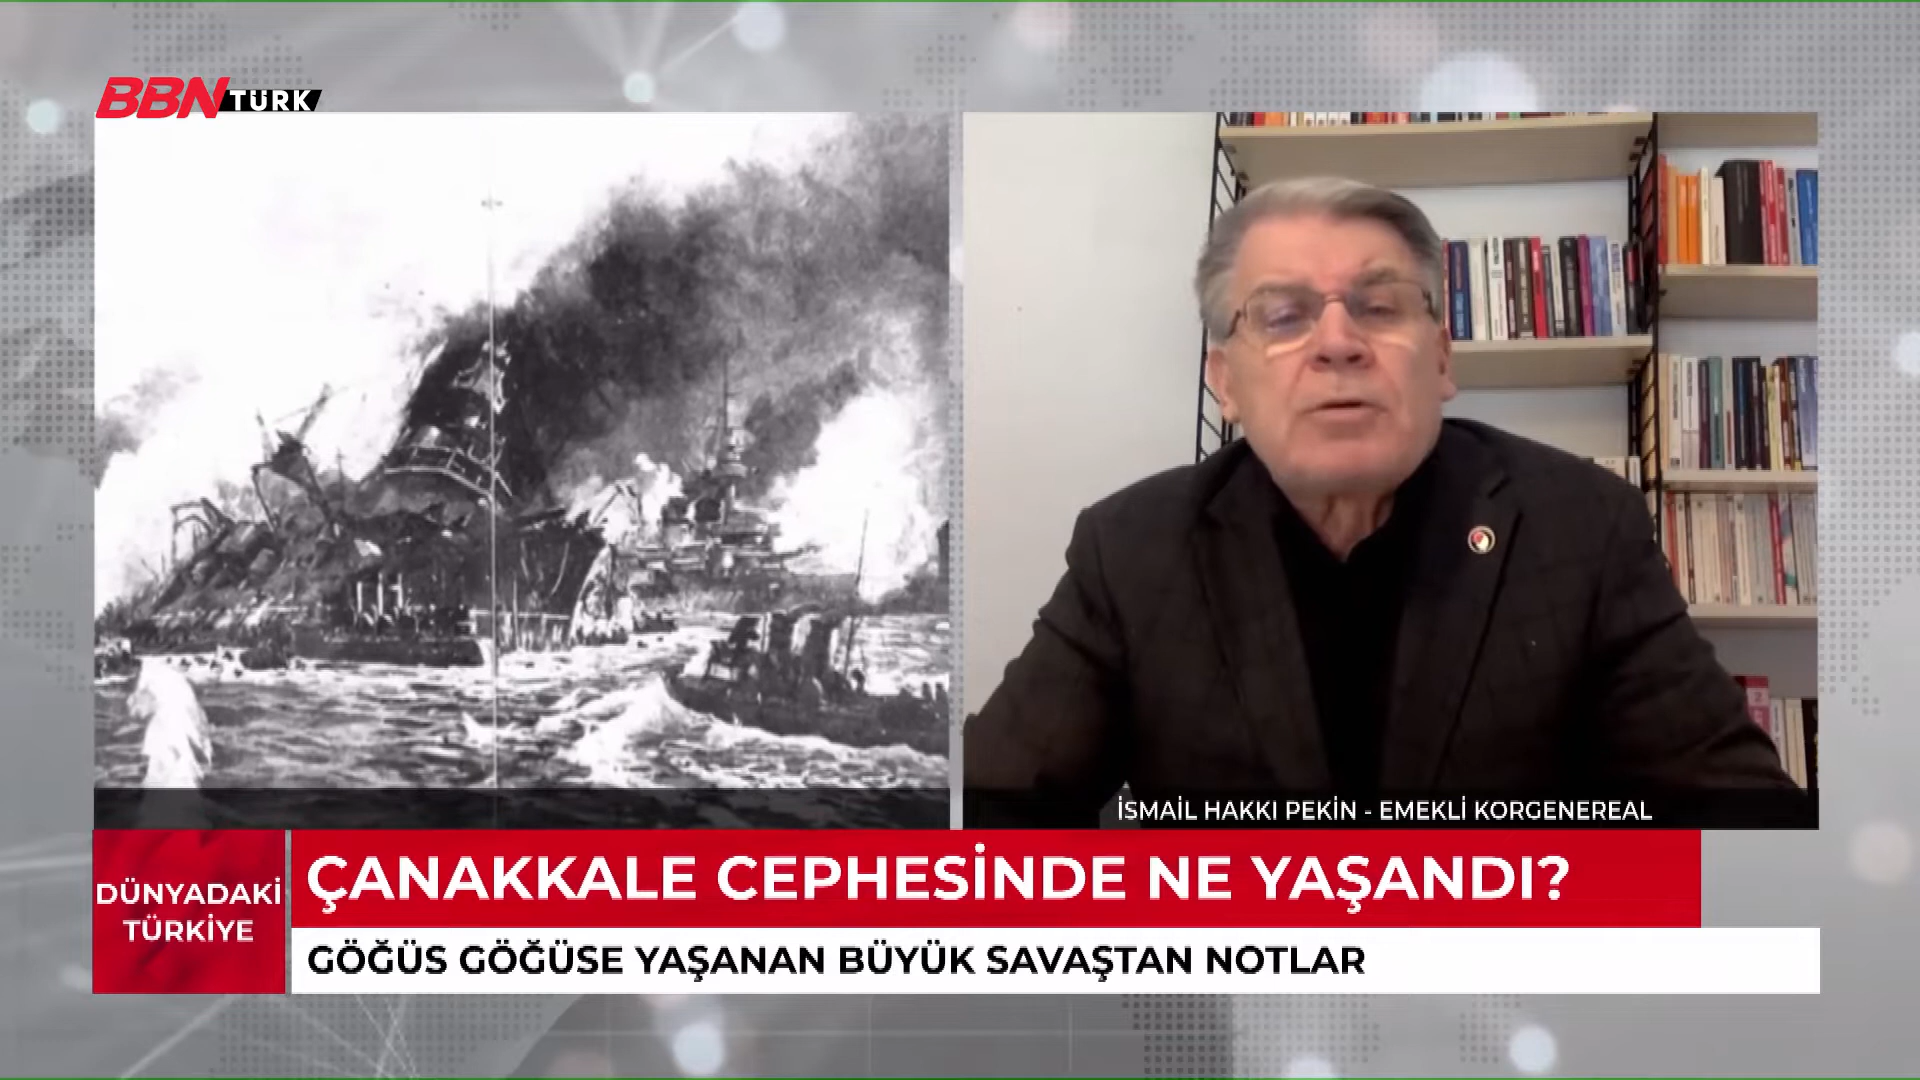 BBN TÜRK
İSMAİL HAKKI PEKİN - EMEKLİ KORGENEREAL
DÜNYADAKİ
TÜRKİYE
ÇANAKKALE CEPHESİNDE NE YAŞANDI?
GÖĞÜS GÖĞÜSE YAŞANAN BÜYÜK SAVAŞTAN NOTLAR